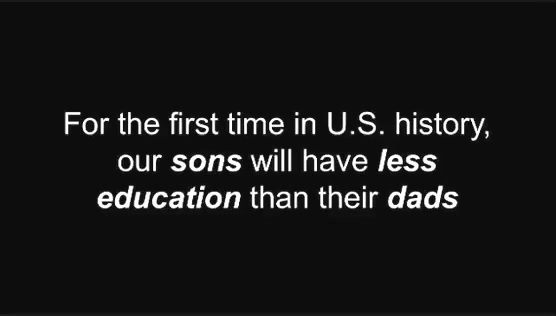 For the first time in U.S. history,
our sons will have less
education than their dads